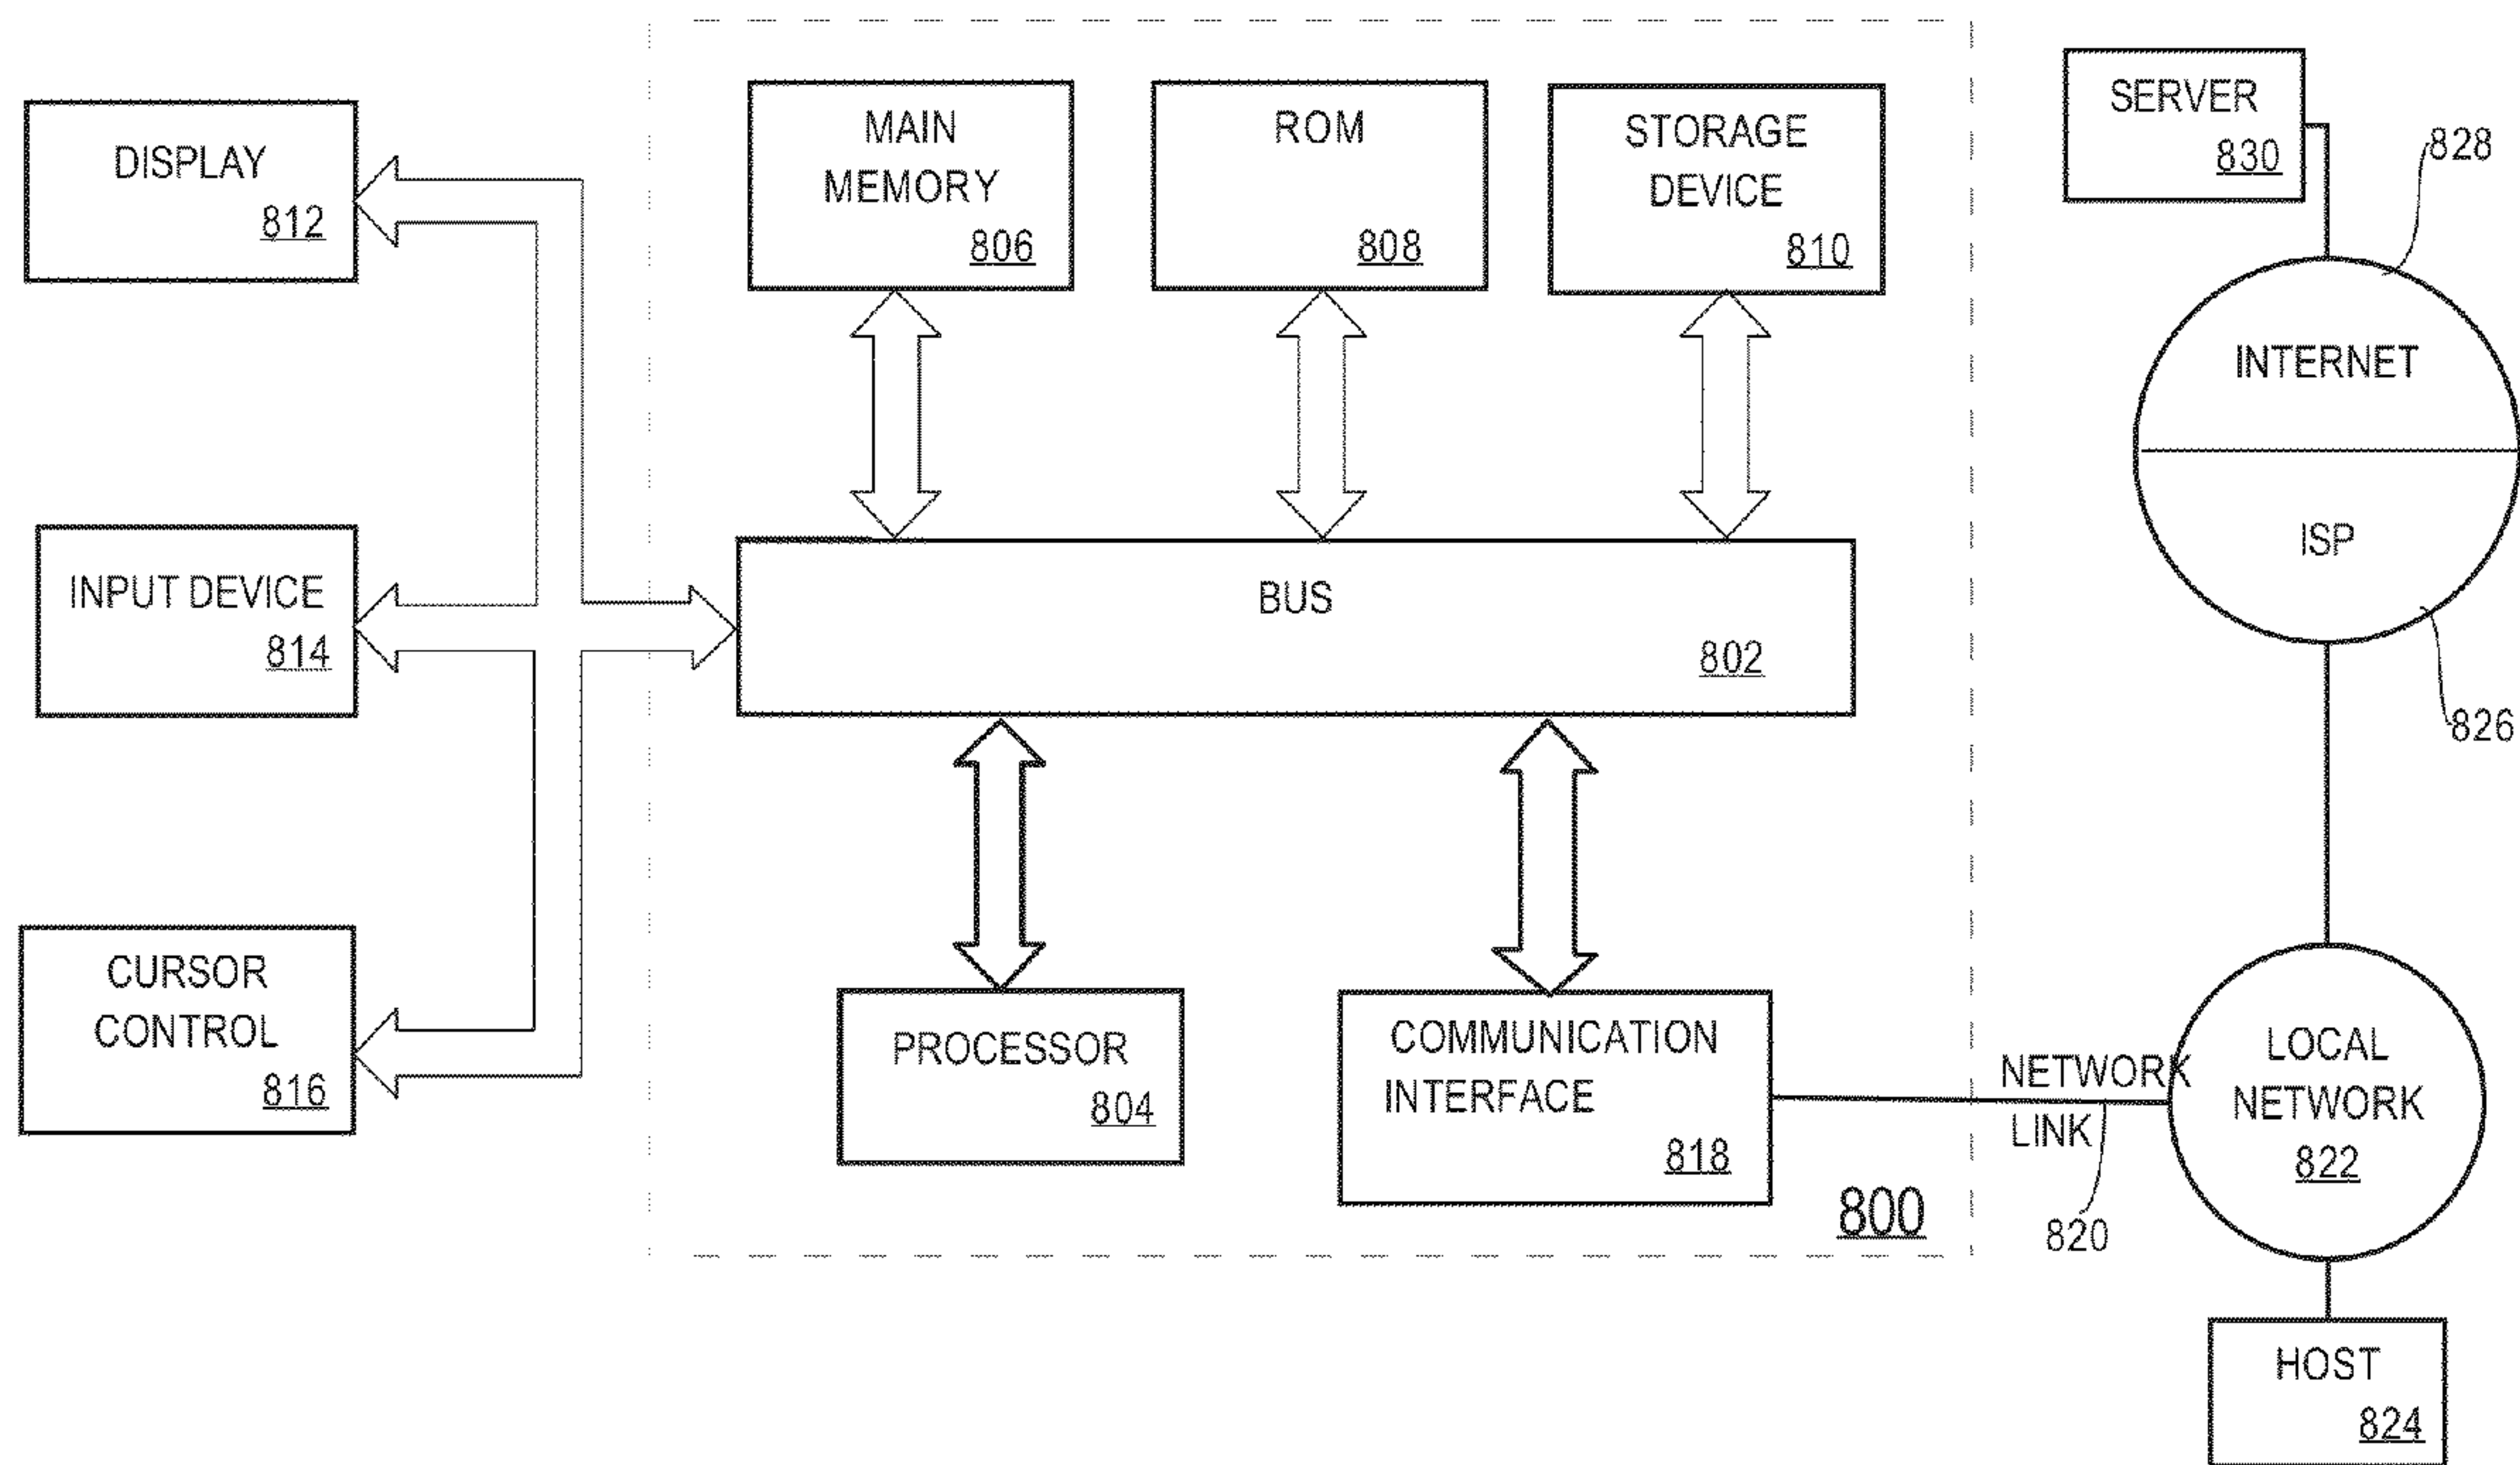 DISPLAY
812
INPUT DEVICE
814
CURSOR
CONTROL
816
MAIN
MEMORY
806
ROM
808
STORAGE
DEVICE
810
BUS
802
PROCESSOR
804
COMMUNICATION
INTERFACE
818
800
SERVER
830
828
INTERNET
ISP
826
NETWORK
LINK
820
LOCAL
NETWORK
822
HOST
824